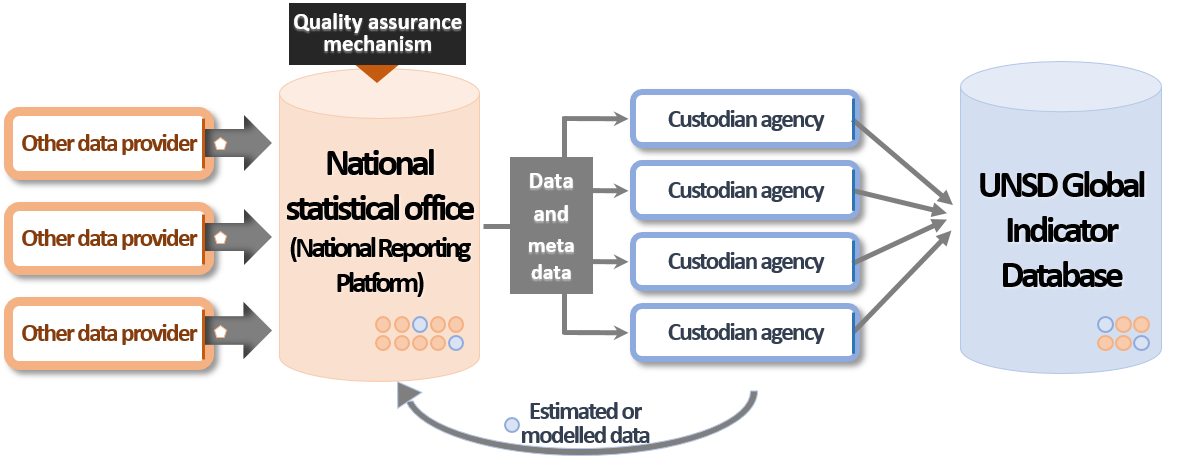 Quality assurance
mechanism
Other data provider
Other data provider
Other data provider
National
statistical office
(National Reporting
Platform)
Data
and
meta
data
Custodian agency
Custodian agency
Custodian agency
Custodian agency
UNSD Global
Indicator
Database
Estimated or
modelled data